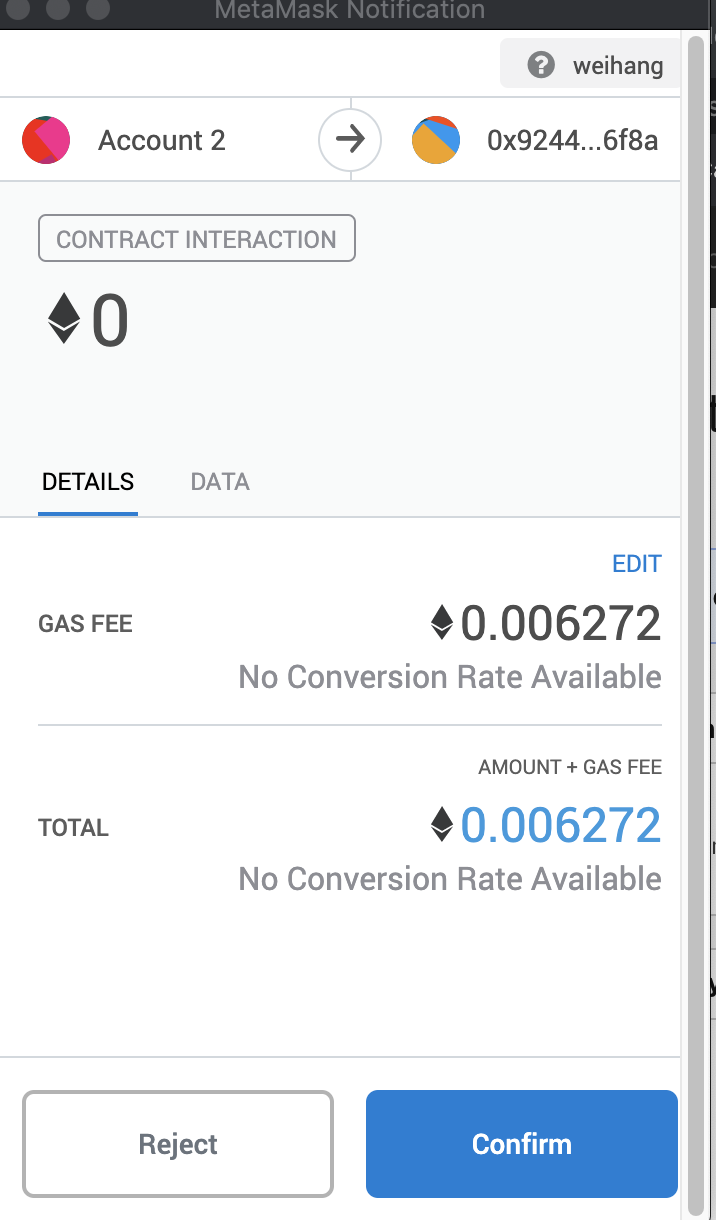 MetaMask Notification
? weihang
Account 2
0x9244...6f8a
CONTRACT INTERACTION
0
DETAILS DATA
EDIT
GAS FEE 0.006272
No Conversion Rate Available
AMOUNT + GAS FEE
TOTAL 0.006272
No Conversion Rate Available
Reject Confirm